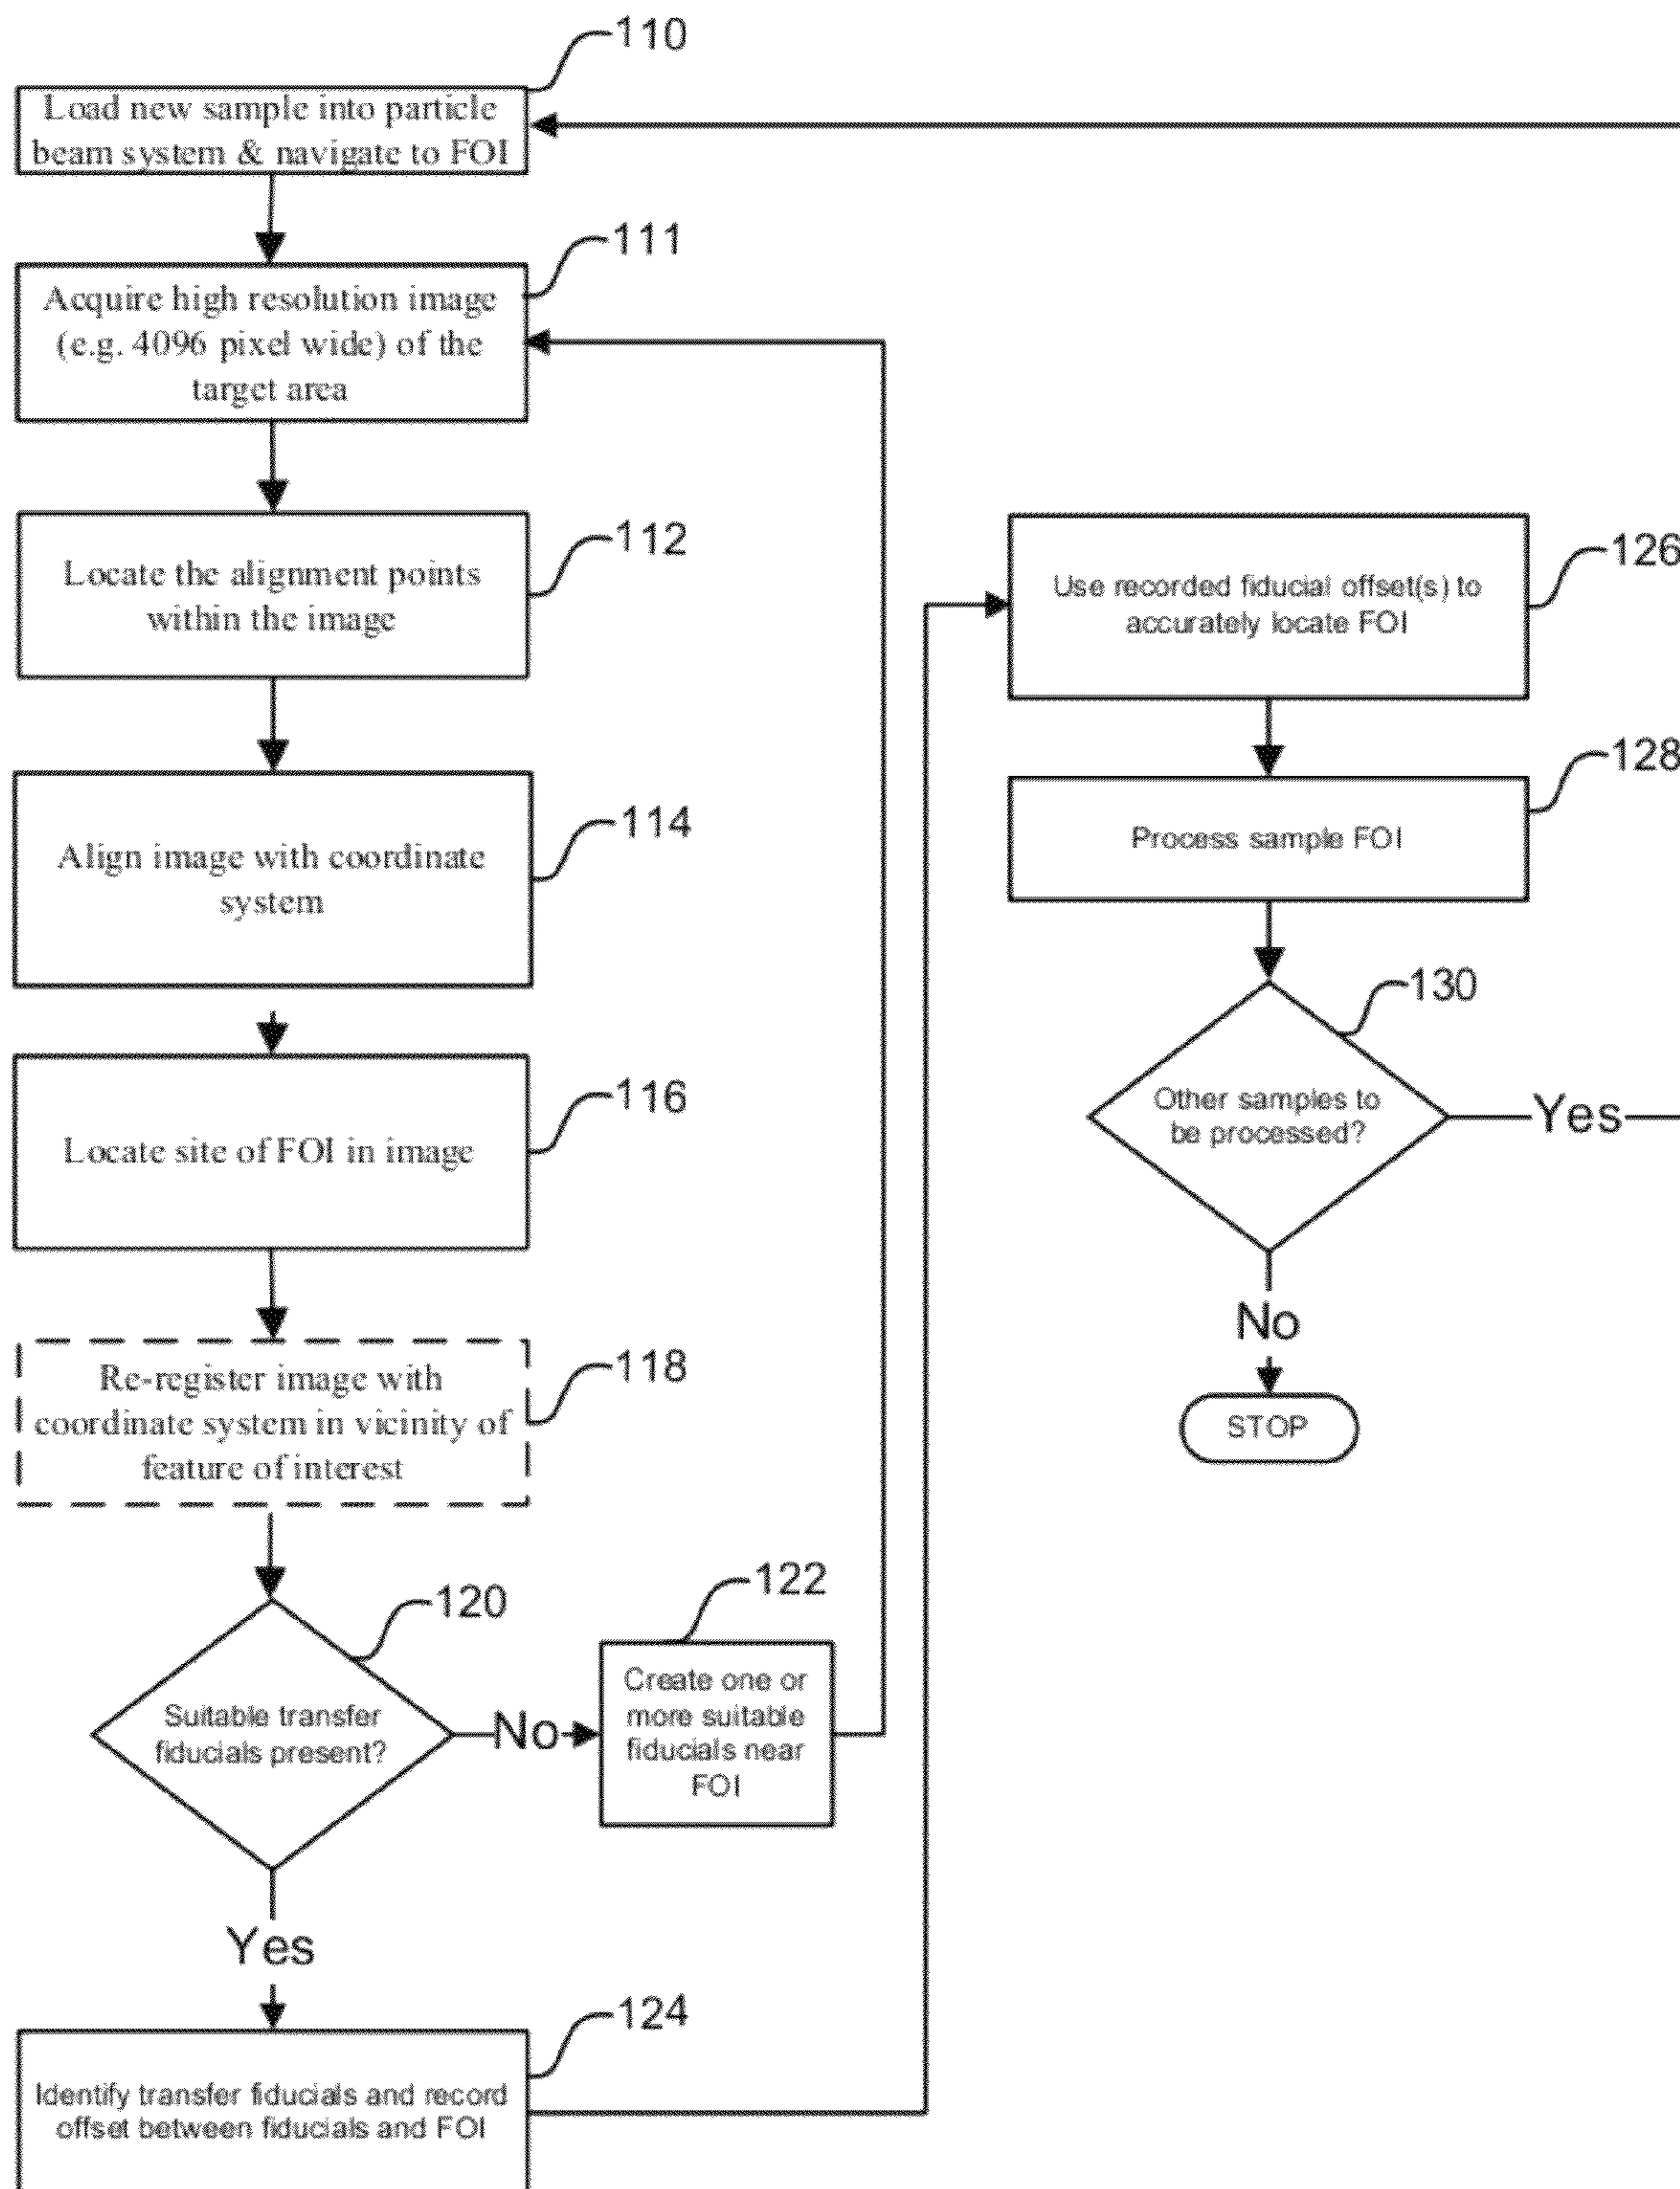 110
Load new sample into particle
beam system & navigate to FOI
111
Acquire high resolution image
(e.g. 4096 pixel wide) of the
target area
112
Locate the alignment points
within the image
114
Align image with coordinate
system
116
Locate site of FOI in image
118
Re-register image with
coordinate system in vicinity of
feature of interest
120
Suitable transfer
fiducials present?
No
122
Create one or
more suitable
fiducials near
FOI
Yes
124
Identify transfer fiducials and record
offset between fiducials and FOI
126
Use recorded fiducial offset(s) to
accurately locate FOI
128
Process sample FOI
130
Other samples to
be processed?
Yes
No
STOP